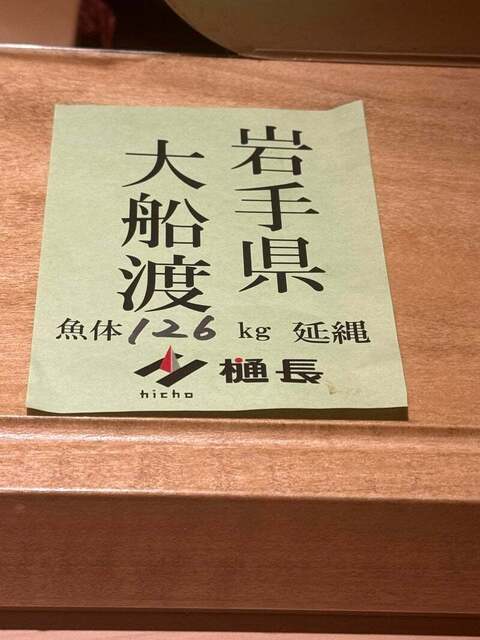 岩手県
大船渡
魚体126kg 延縄
hicho 樋長